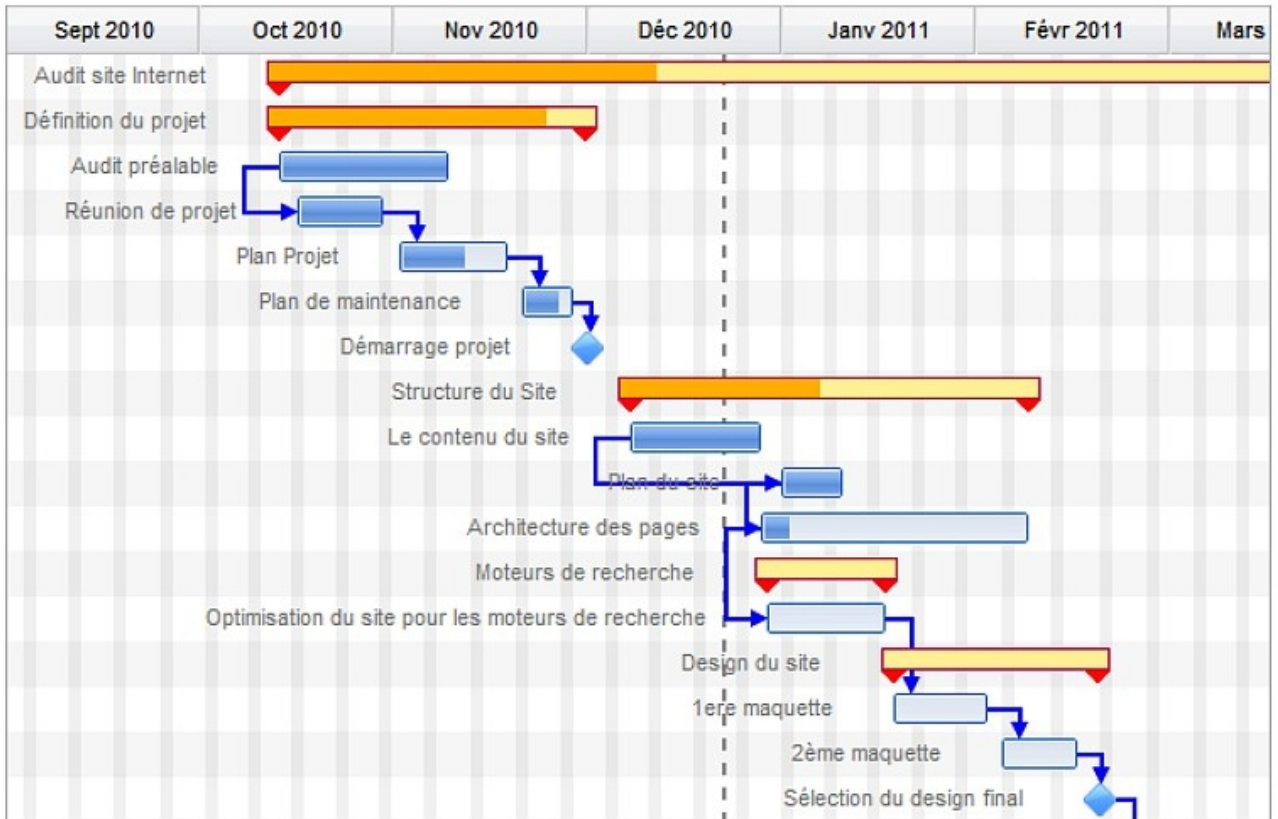 Sept 2010 Oct 2010 Nov 2010 Déc 2010 Janv 2011 Févr 2011 Mars
Audit site Internet
Définition du projet
Audit préalable
Réunion de projet
Plan Projet
Plan de maintenance
Démarrage projet
Structure du Site
Le contenu du site
Plan du site
Architecture des pages
Moteurs de recherche
Optimisation du site pour les moteurs de recherche
Design du site
1ere maquette
2ème maquette
Sélection du design final